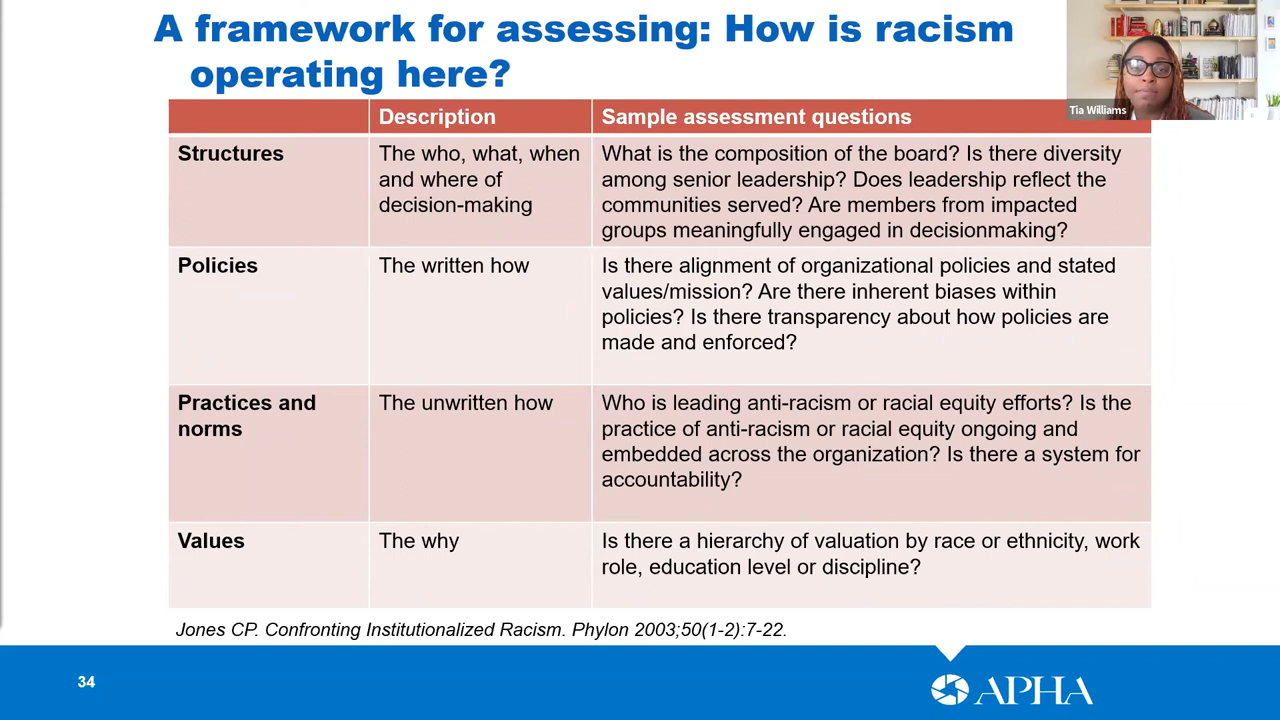 A framework for assessing: How is racism
operating here?
Tia Williams
Description
Sample assessment questions
Structures
The who, what, when
and where of
decision-making
What is the composition of the board? Is there diversity
among senior leadership? Does leadership reflect the
communities served? Are members from impacted
groups meaningfully engaged in decisionmaking?
Policies
The written how
Is there alignment of organizational policies and stated
values/mission? Are there inherent biases within
policies? Is there transparency about how policies are
made and enforced?
Practices and
norms
The unwritten how
Who is leading anti-racism or racial equity efforts? Is the
practice of anti-racism or racial equity ongoing and
embedded across the organization? Is there a system for
accountability?
Values
The why
Is there a hierarchy of valuation by race or ethnicity, work
role, education level or discipline?
Jones CP. Confronting Institutionalized Racism. Phylon 2003;50(1-2):7-22.
34
APHA